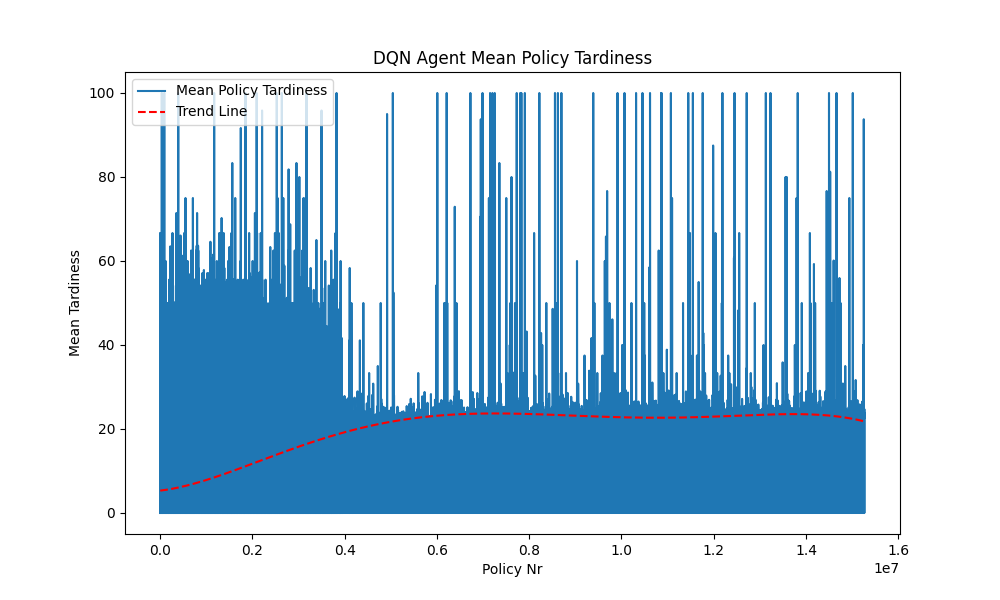 DQN Agent Mean Policy Tardiness
Mean Policy Tardiness
Trend Line
100
80
60
40
20
0
Mean Tardiness
0.0 0.2 0.4 0.6 0.8 1.0 1.2 1.4 1.6
1e7
Policy Nr